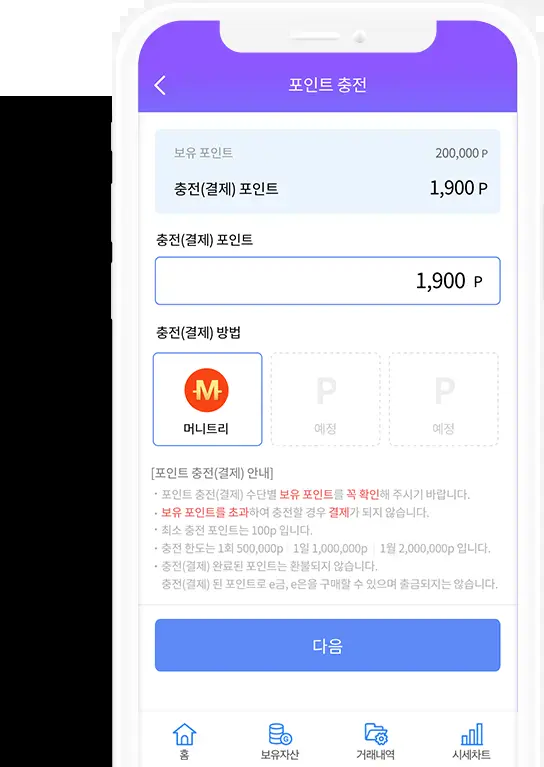 포인트 충전
보유 포인트 200,000 P
충전(결제) 포인트 1,900 P
충전(결제) 포인트
1,900 P
충전(결제) 방법
M P P
머니트리 예정 예정
[포인트 충전(결제) 안내]
· 포인트 충전(결제) 수단별 보유 포인트를 꼭 확인해 주시기 바랍니다.
· 보유 포인트를 초과하여 충전할 경우 결제가 되지 않습니다.
· 최소 충전 포인트는 100p 입니다.
· 충전 한도는 1회 500,000p | 1일 1,000,000p | 1월 2,000,000p 입니다.
· 충전(결제) 완료된 포인트는 환불되지 않습니다.
충전(결제) 된 포인트로 e금, e은을 구매할 수 있으며 출금되지는 않습니다.
다음
G
홈 보유자산 거래내역 시세차트